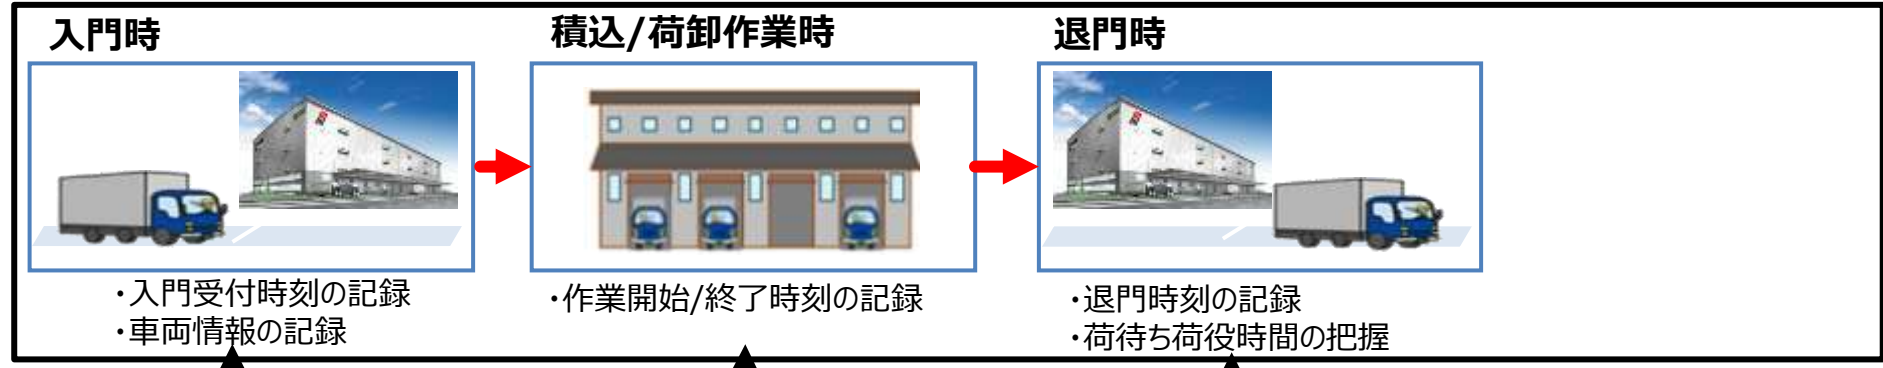 入門時
積込/荷卸作業時
退門時
・入門受付時刻の記録
・車両情報の記録
・作業開始/終了時刻の記録
・退門時刻の記録
・荷待ち荷役時間の把握